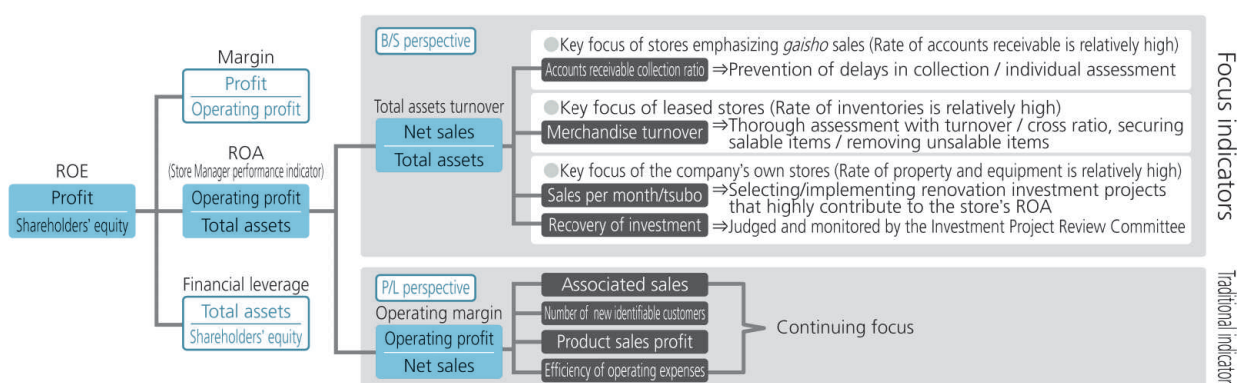 ROE
Profit
Shareholders' equity
Margin
Profit
Operating profit
ROA
(Store Manager performance indicator)
Operating profit
Total assets
Financial leverage
Total assets
Shareholders' equity
B/S perspective
Total assets turnover
Net sales
Total assets
Key focus of stores emphasizing gaisho sales (Rate of accounts receivable is relatively high)
Accounts receivable collection ratio ⇒Prevention of delays in collection / individual assessment
Key focus of leased stores (Rate of inventories is relatively high)
Merchandise turnover ⇒Thorough assessment with turnover / cross ratio, securing
salable items / removing unsalable items
Key focus of the company's own stores (Rate of property and equipment is relatively high)
Sales per month/tsubo ⇒Selecting/implementing renovation investment projects
that highly contribute to the store's ROA
Recovery of investment ⇒Judged and monitored by the Investment Project Review Committee
Focus indicators
P/L perspective
Operating margin
Operating profit
Net sales
Associated sales
Number of new identifiable customers
Product sales profit
Efficiency of operating expenses
Continuing focus
Traditional indicator